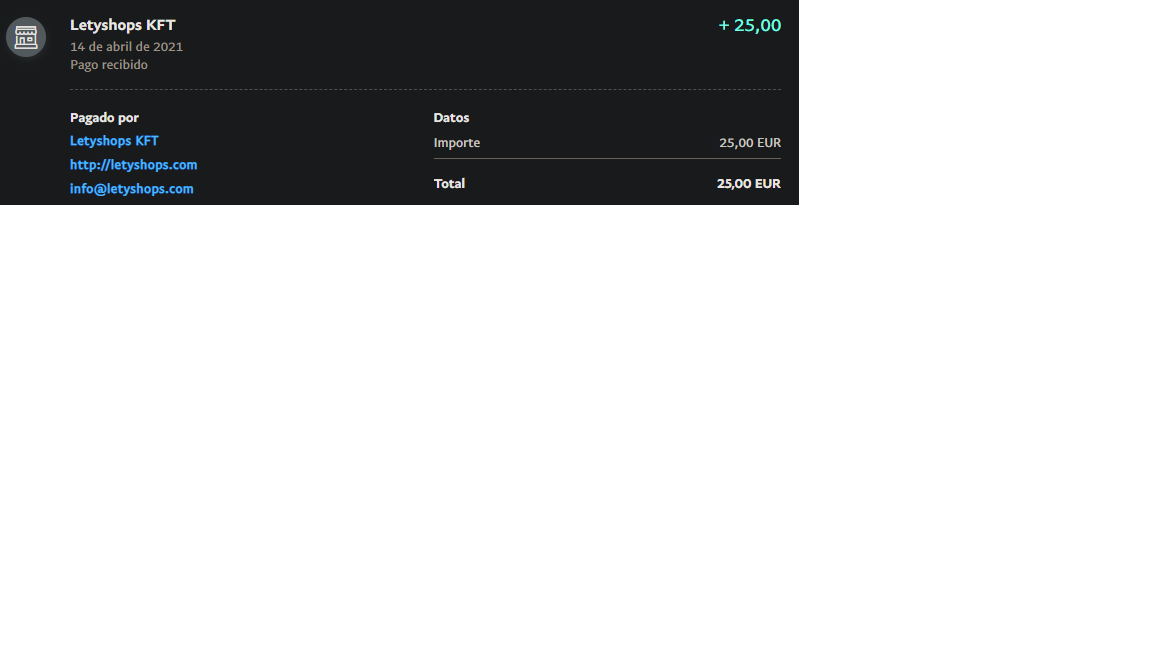 Letyshops KFT
+ 25,00
14 de abril de 2021
Pago recibido
Pagado por
Letyshops KFT
http://letyshops.com
info@letyshops.com
Datos
Importe 25,00 EUR
Total 25,00 EUR